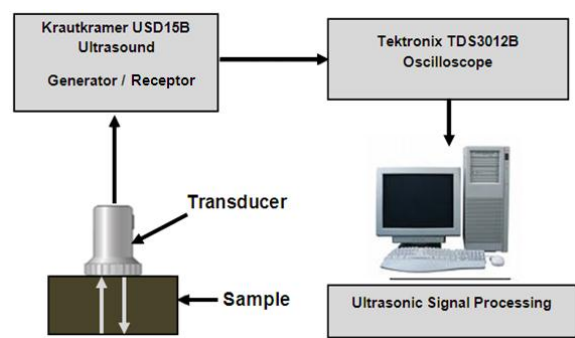 Krautkramer USD15B
Ultrasound
Generator / Receptor
Tektronix TDS3012B
Oscilloscope
Transducer
Sample
Ultrasonic Signal Processing